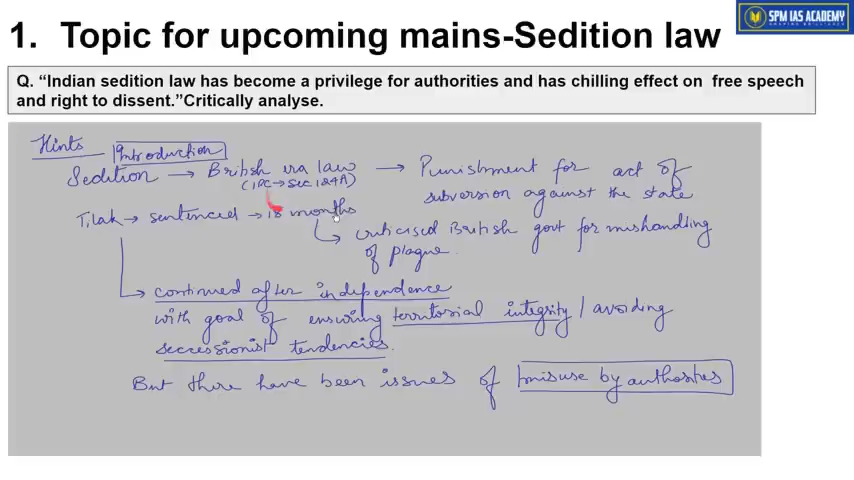 SPM IAS ACADEMY
SHAPING BRILLIANCE
1. Topic for upcoming mains-Sedition law
Q. “Indian sedition law has become a privilege for authorities and has chilling effect on free speech
and right to dissent.”Critically analyse.
Hints Introduction
Sedition → British era law → Punishment for act of
(IPC → SEC 124A) subversion against the state
Tilak → sentenced → 18 months
↳ criticised British govt for mishandling
of plague.
↳ continued after independence
with goal of ensuring territorial integrity / avoiding
secessionist tendencies.
But there have been issues of misuse by authorities